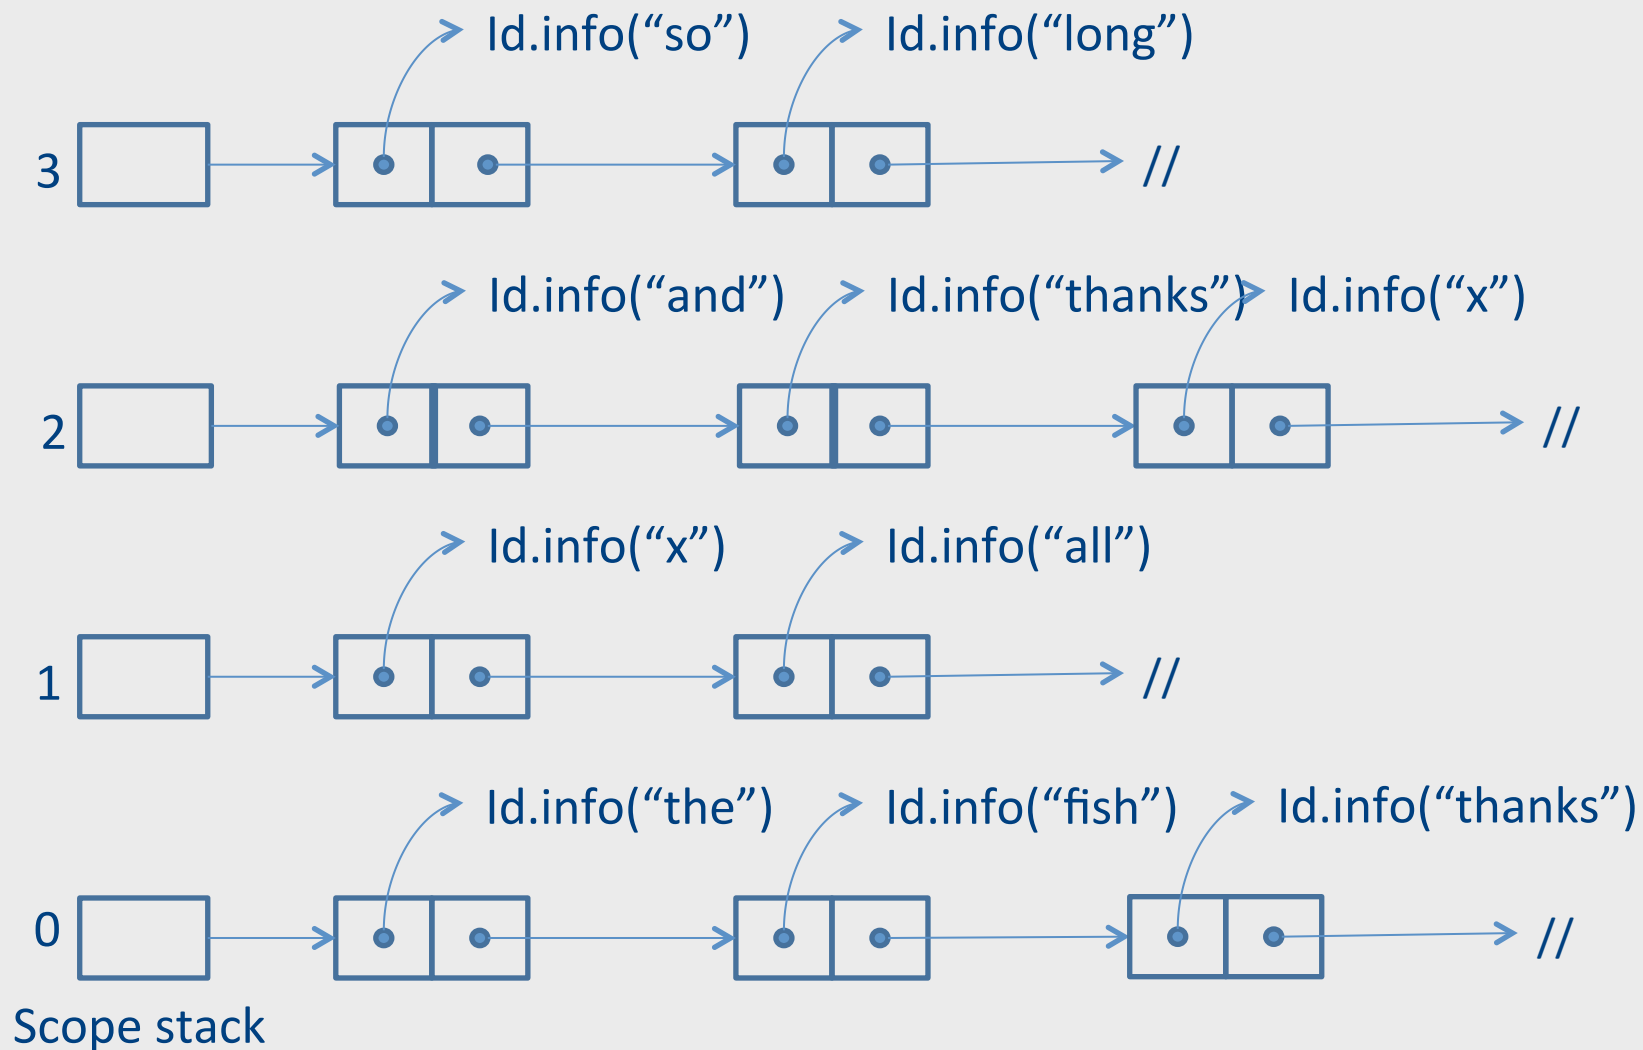 Id.info(“so”) Id.info(“long”)
3 //
Id.info(“and”) Id.info(“thanks”) Id.info(“x”)
2 //
Id.info(“x”) Id.info(“all”)
1 //
Id.info(“the”) Id.info(“fish”) Id.info(“thanks”)
0 //
Scope stack